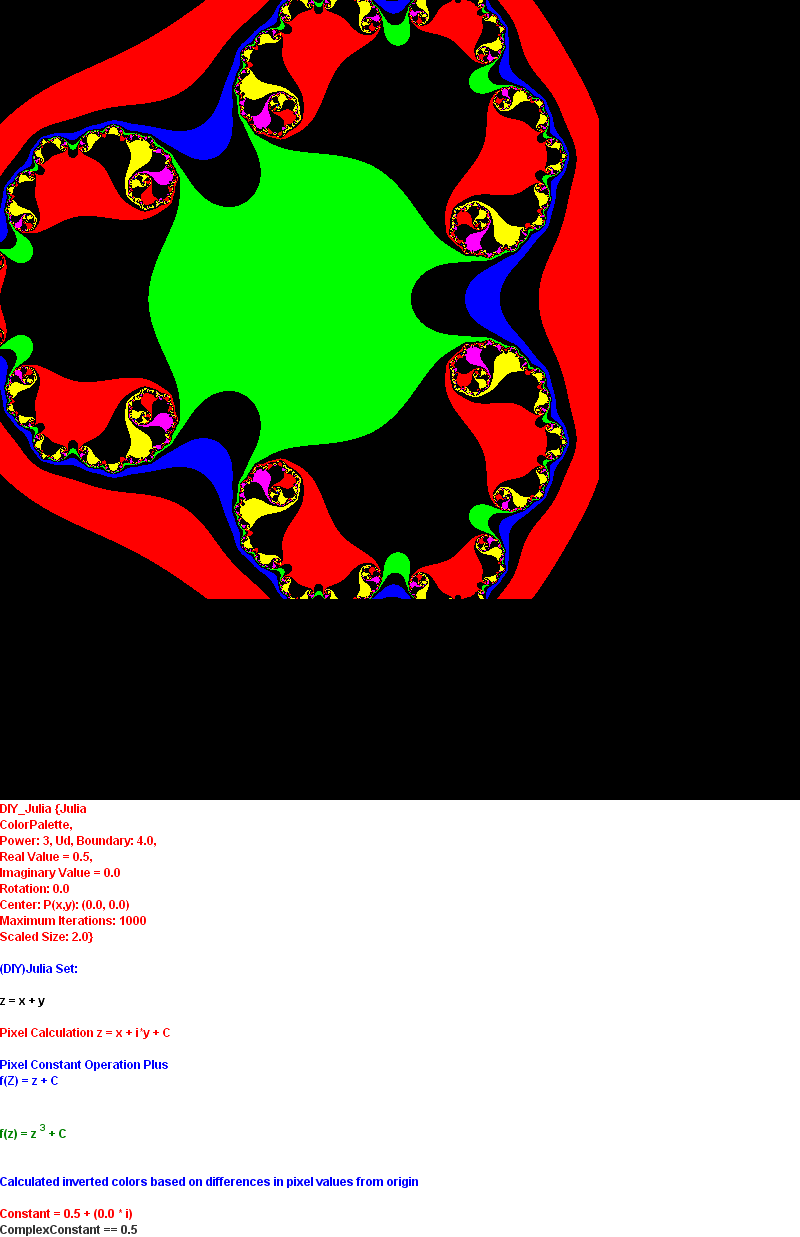 DIY_Julia {Julia
ColorPalette,
Power: 3, Ud, Boundary: 4.0,
Real Value = 0.5,
Imaginary Value = 0.0
Rotation: 0.0
Center: P(x,y): (0.0, 0.0)
Maximum Iterations: 1000
Scaled Size: 2.0}
(DIY)Julia Set:
z = x + y
Pixel Calculation z = x + i*y + C
Pixel Constant Operation Plus
f(Z) = z + C
f(z) = z 3 + C
Calculated inverted colors based on differences in pixel values from origin
Constant = 0.5 + (0.0 * i)
ComplexConstant == 0.5